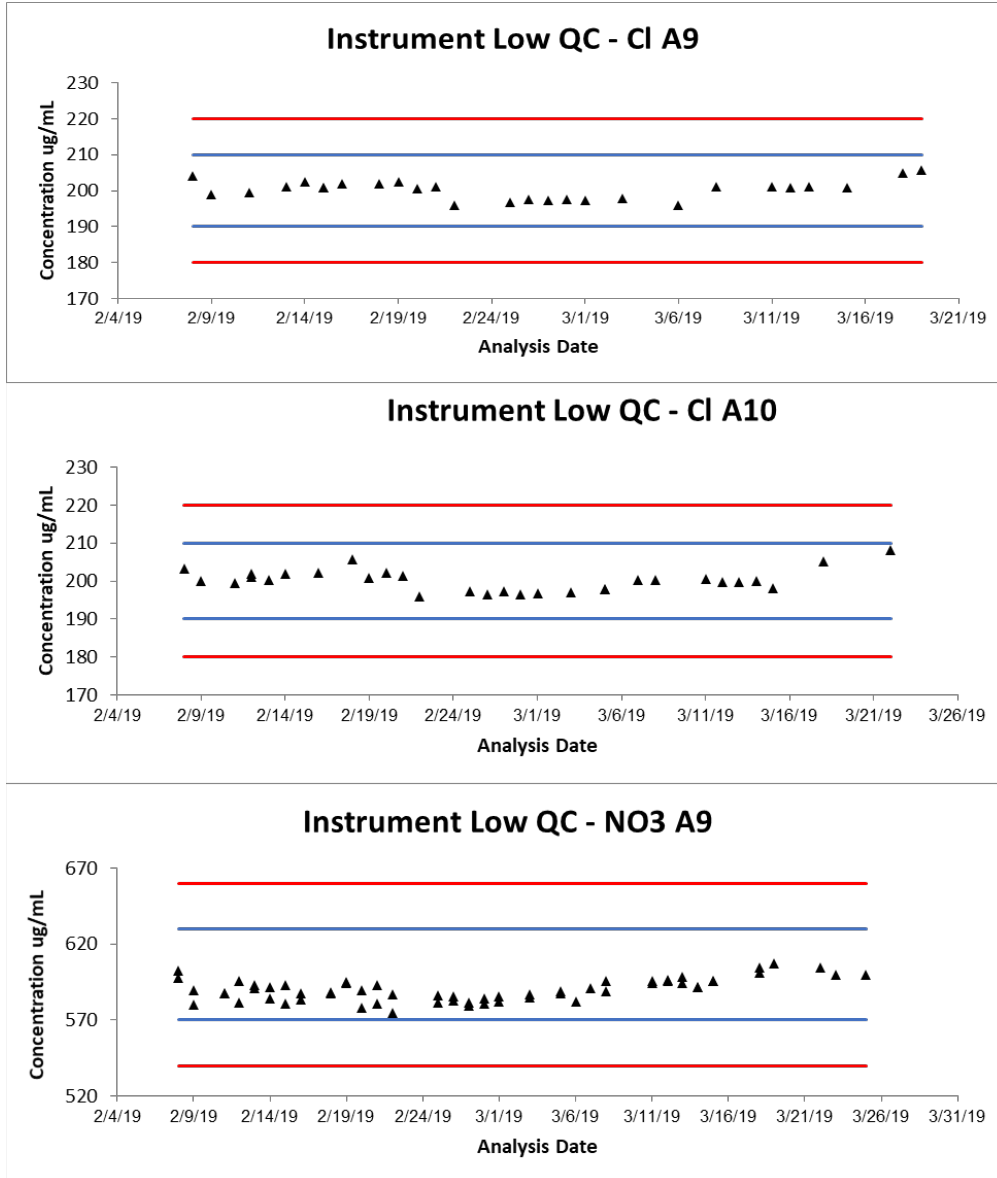 Instrument Low QC - Cl A9
Concentration ug/mL
230
220
210
200
190
180
170
2/4/19 2/9/19 2/14/19 2/19/19 2/24/19 3/1/19 3/6/19 3/11/19 3/16/19 3/21/19
Analysis Date
Instrument Low QC - Cl A10
Concentration ug/mL
230
220
210
200
190
180
170
2/4/19 2/9/19 2/14/19 2/19/19 2/24/19 3/1/19 3/6/19 3/11/19 3/16/19 3/21/19 3/26/19
Analysis Date
Instrument Low QC - NO3 A9
Concentration ug/mL
670
620
570
520
2/4/19 2/9/19 2/14/19 2/19/19 2/24/19 3/1/19 3/6/19 3/11/19 3/16/19 3/21/19 3/26/19 3/31/19
Analysis Date